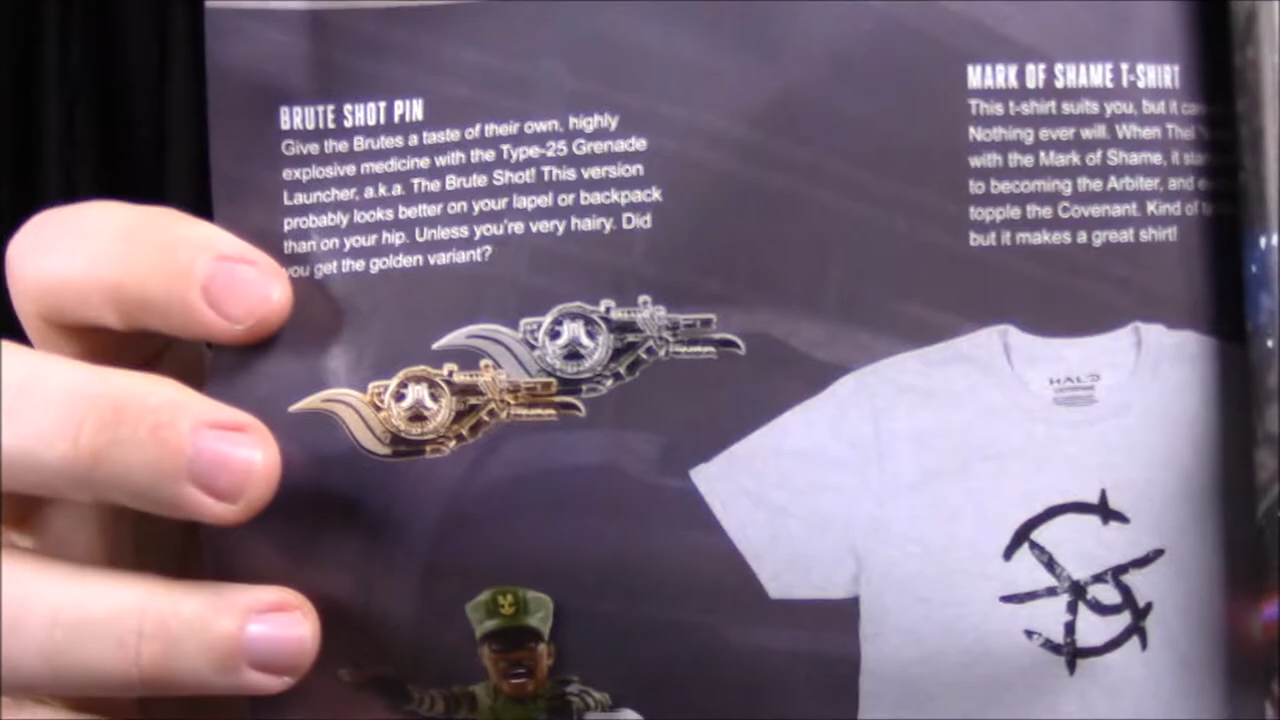 BRUTE SHOT PIN
Give the Brutes a taste of their own, highly
explosive medicine with the Type-25 Grenade
Launcher, a.k.a. The Brute Shot! This version
probably looks better on your lapel or backpack
than on your hip. Unless you're very hairy. Did
you get the golden variant?
MARK OF SHAME T-SHIRT
This t-shirt suits you, but it
Nothing ever will. When Thel
with the Mark of Shame, it
to becoming the Arbiter, and
topple the Covenant. Kind of
but it makes a great shirt!
HALO